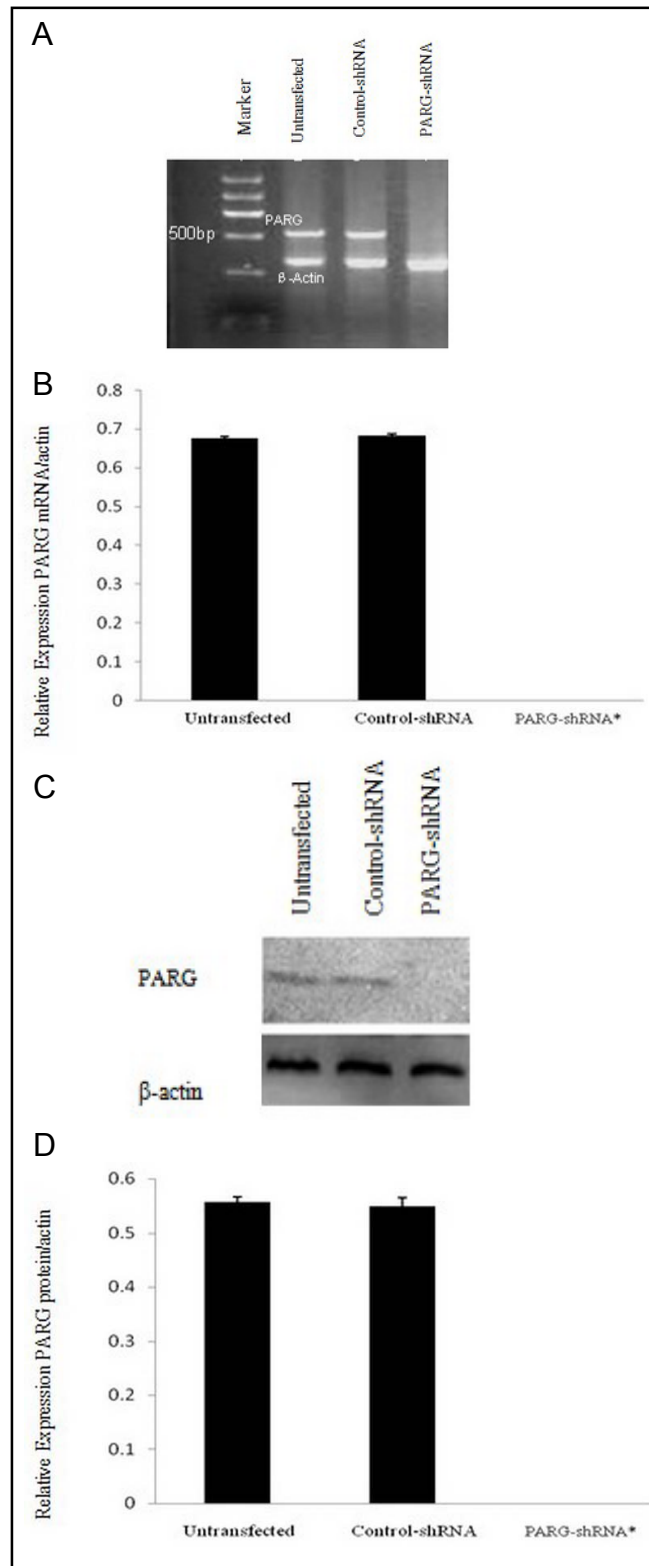 A
Marker
Untransfected
Control-shRNA
PARG-shRNA
PARG
500bp
β-Actin
B
Relative Expression PARG mRNA/actin
0.8
0.7
0.6
0.5
0.4
0.3
0.2
0.1
0
Untransfected Control-shRNA PARG-shRNA*
C
Untransfected
Control-shRNA
PARG-shRNA
PARG
β-actin
D
Relative Expression PARG protein/actin
0.6
0.5
0.4
0.3
0.2
0.1
0
Untransfected Control-shRNA PARG-shRNA*